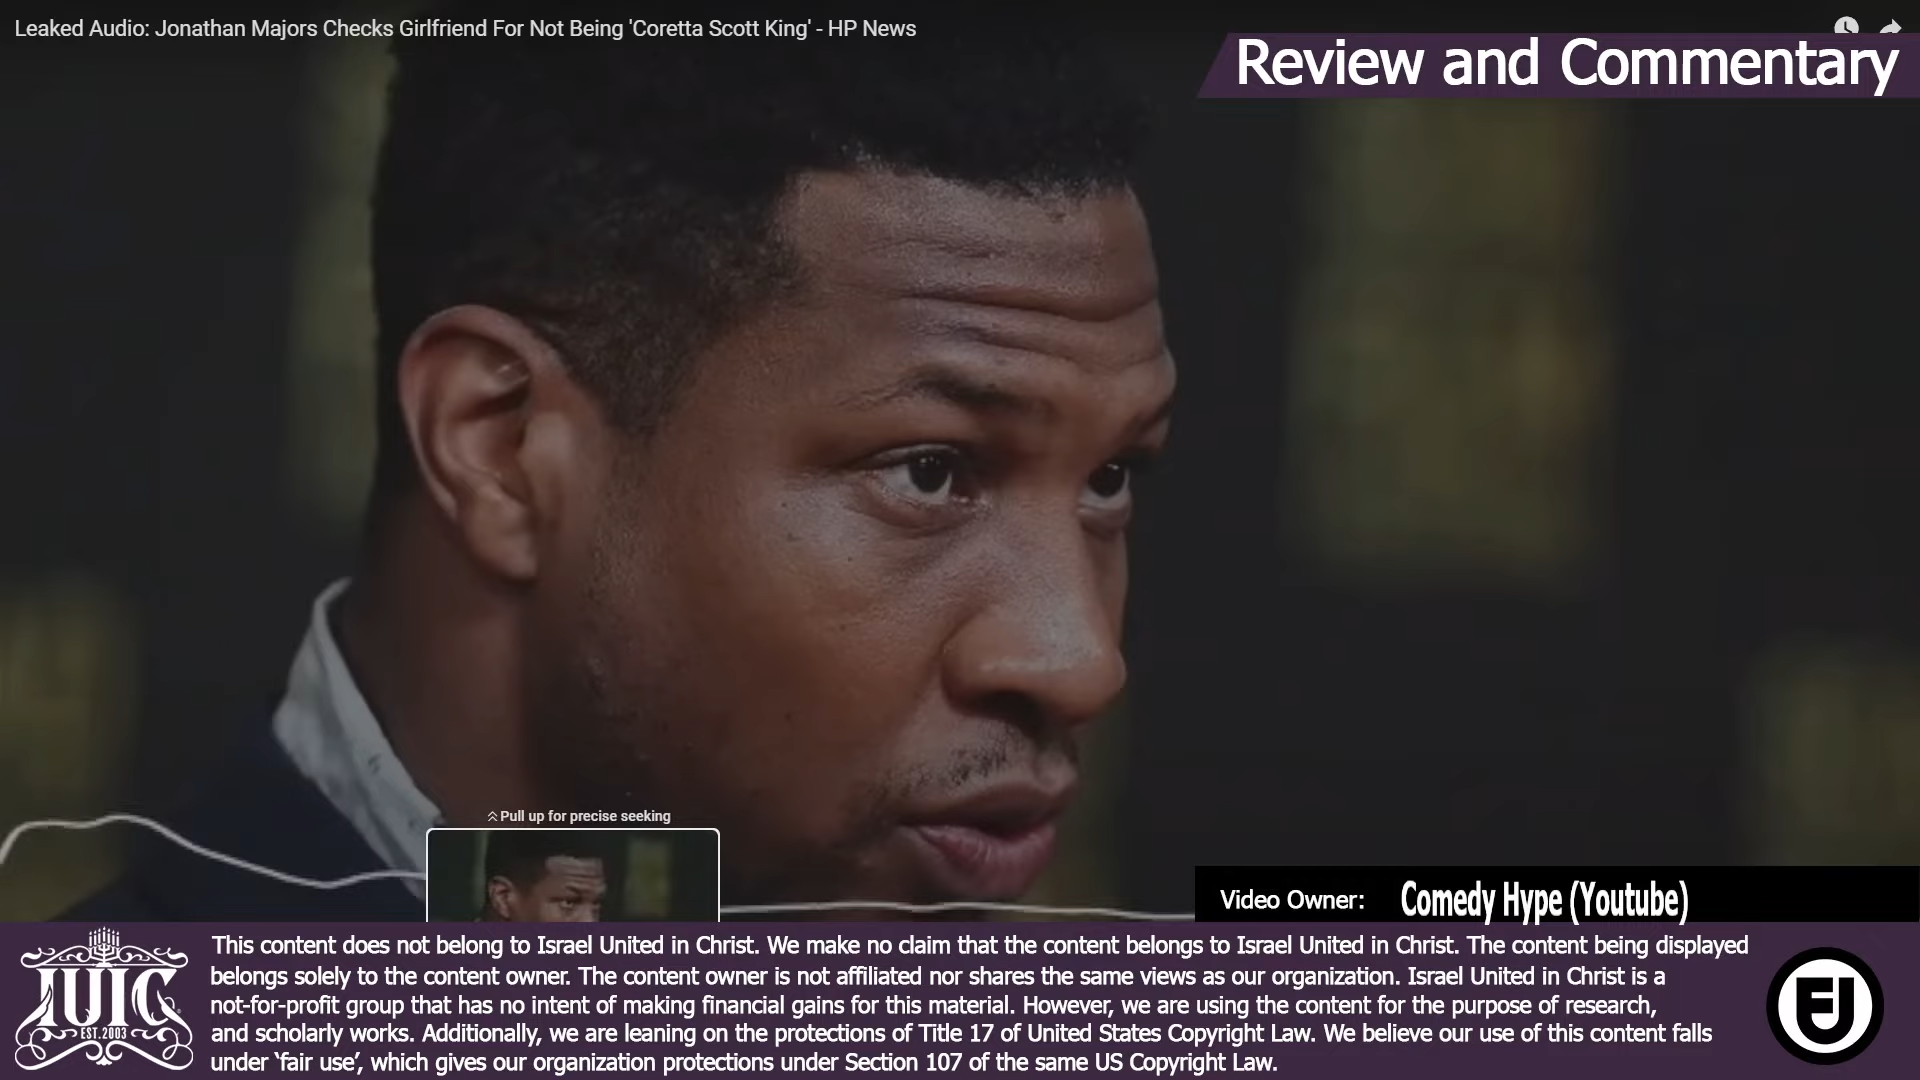 Leaked Audio: Jonathan Majors Checks Girlfriend For Not Being 'Coretta Scott King' - HP News
Review and Commentary
Pull up for precise seeking
Video Owner: Comedy Hype (Youtube)
This content does not belong to Israel United in Christ. We make no claim that the content belongs to Israel United in Christ. The content being displayed
belongs solely to the content owner. The content owner is not affiliated nor shares the same views as our organization. Israel United in Christ is a
not-for-profit group that has no intent of making financial gains for this material. However, we are using the content for the purpose of research,
and scholarly works. Additionally, we are leaning on the protections of Title 17 of United States Copyright Law. We believe our use of this content falls
under ‘fair use’, which gives our organization protections under Section 107 of the same US Copyright Law.
IUIC
EST. 2003